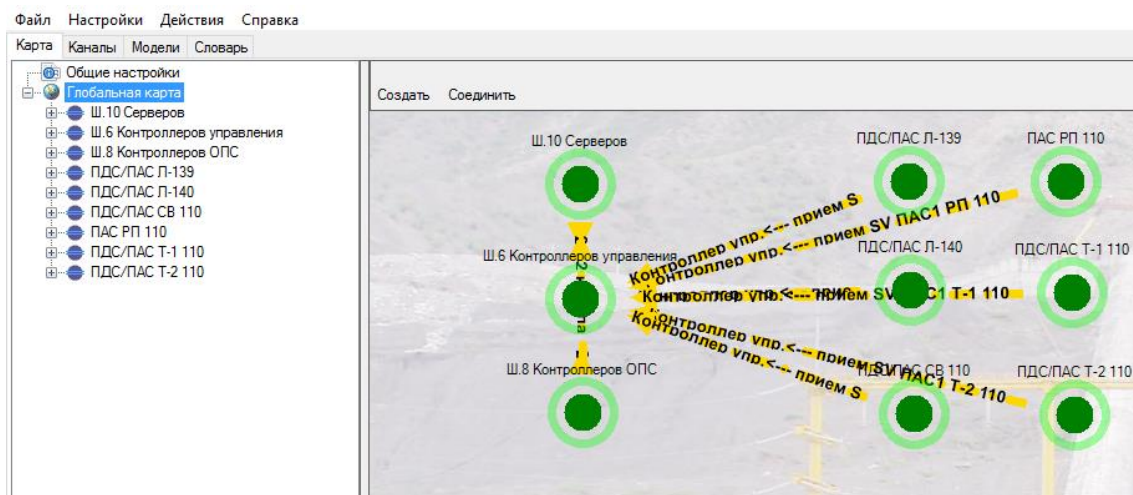 Файл Настройки Действия Справка
Карта Каналы Модели Словарь
Общие настройки
Глобальная карта
Ш.10 Серверов
Ш.6 Контроллеров управления
Ш.8 Контроллеров ОПС
ПДС/ПАС Л-139
ПДС/ПАС Л-140
ПДС/ПАС СВ 110
ПАС РП 110
ПДС/ПАС Т-1 110
ПДС/ПАС Т-2 110
Создать Соединить
Ш.10 Серверов
ПДС/ПАС Л-139
ПАС РП 110
Контроллер упр.<--- прием S
Контроллер упр.<--- прием SV ПАС1 РП 110
Ш.6 Контроллеров управления
ПДС/ПАС Л-140
ПДС/ПАС Т-1 110
Контроллер упр.<--- прием SV С1 Т-1 110
Контроллер упр.<--- прием SV ПАС1 Т-2 110
Контроллер упр.<--- прием S
Ш.8 Контроллеров ОПС
ПДС/ПАС СВ 110
ПДС/ПАС Т-2 110